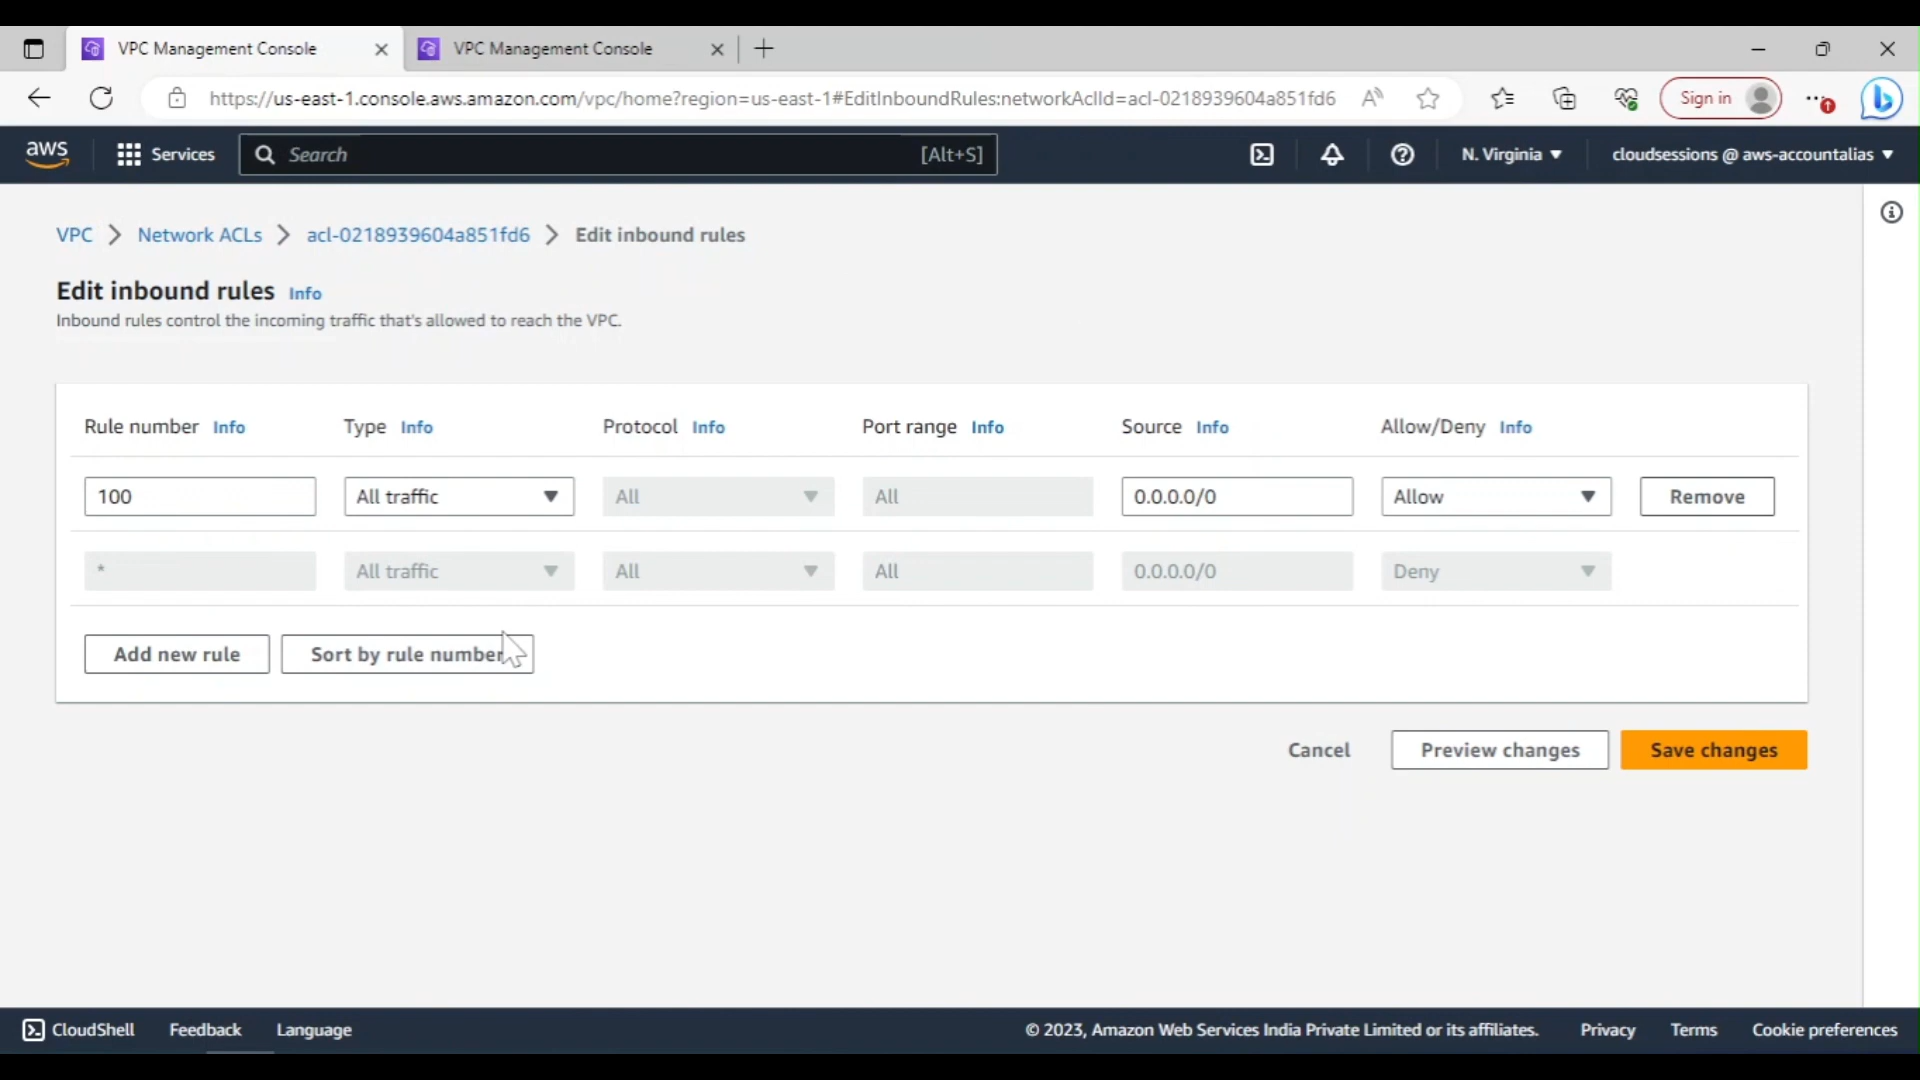 VPC Management Console
VPC Management Console
https://us-east-1.console.aws.amazon.com/vpc/home?region=us-east-1#EditInboundRules:networkAclId=acl-0218939604a851fd6
Sign in
aws Services Search [Alt+S] N. Virginia cloudsessions @ aws-accountalias
VPC > Network ACLs > acl-0218939604a851fd6 > Edit inbound rules
Edit inbound rules Info
Inbound rules control the incoming traffic that's allowed to reach the VPC.
Rule number Info Type Info Protocol Info Port range Info Source Info Allow/Deny Info
100 All traffic All All 0.0.0.0/0 Allow Remove
* All traffic All All 0.0.0.0/0 Deny
Add new rule Sort by rule number
Cancel Preview changes Save changes
CloudShell Feedback Language © 2023, Amazon Web Services India Private Limited or its affiliates. Privacy Terms Cookie preferences